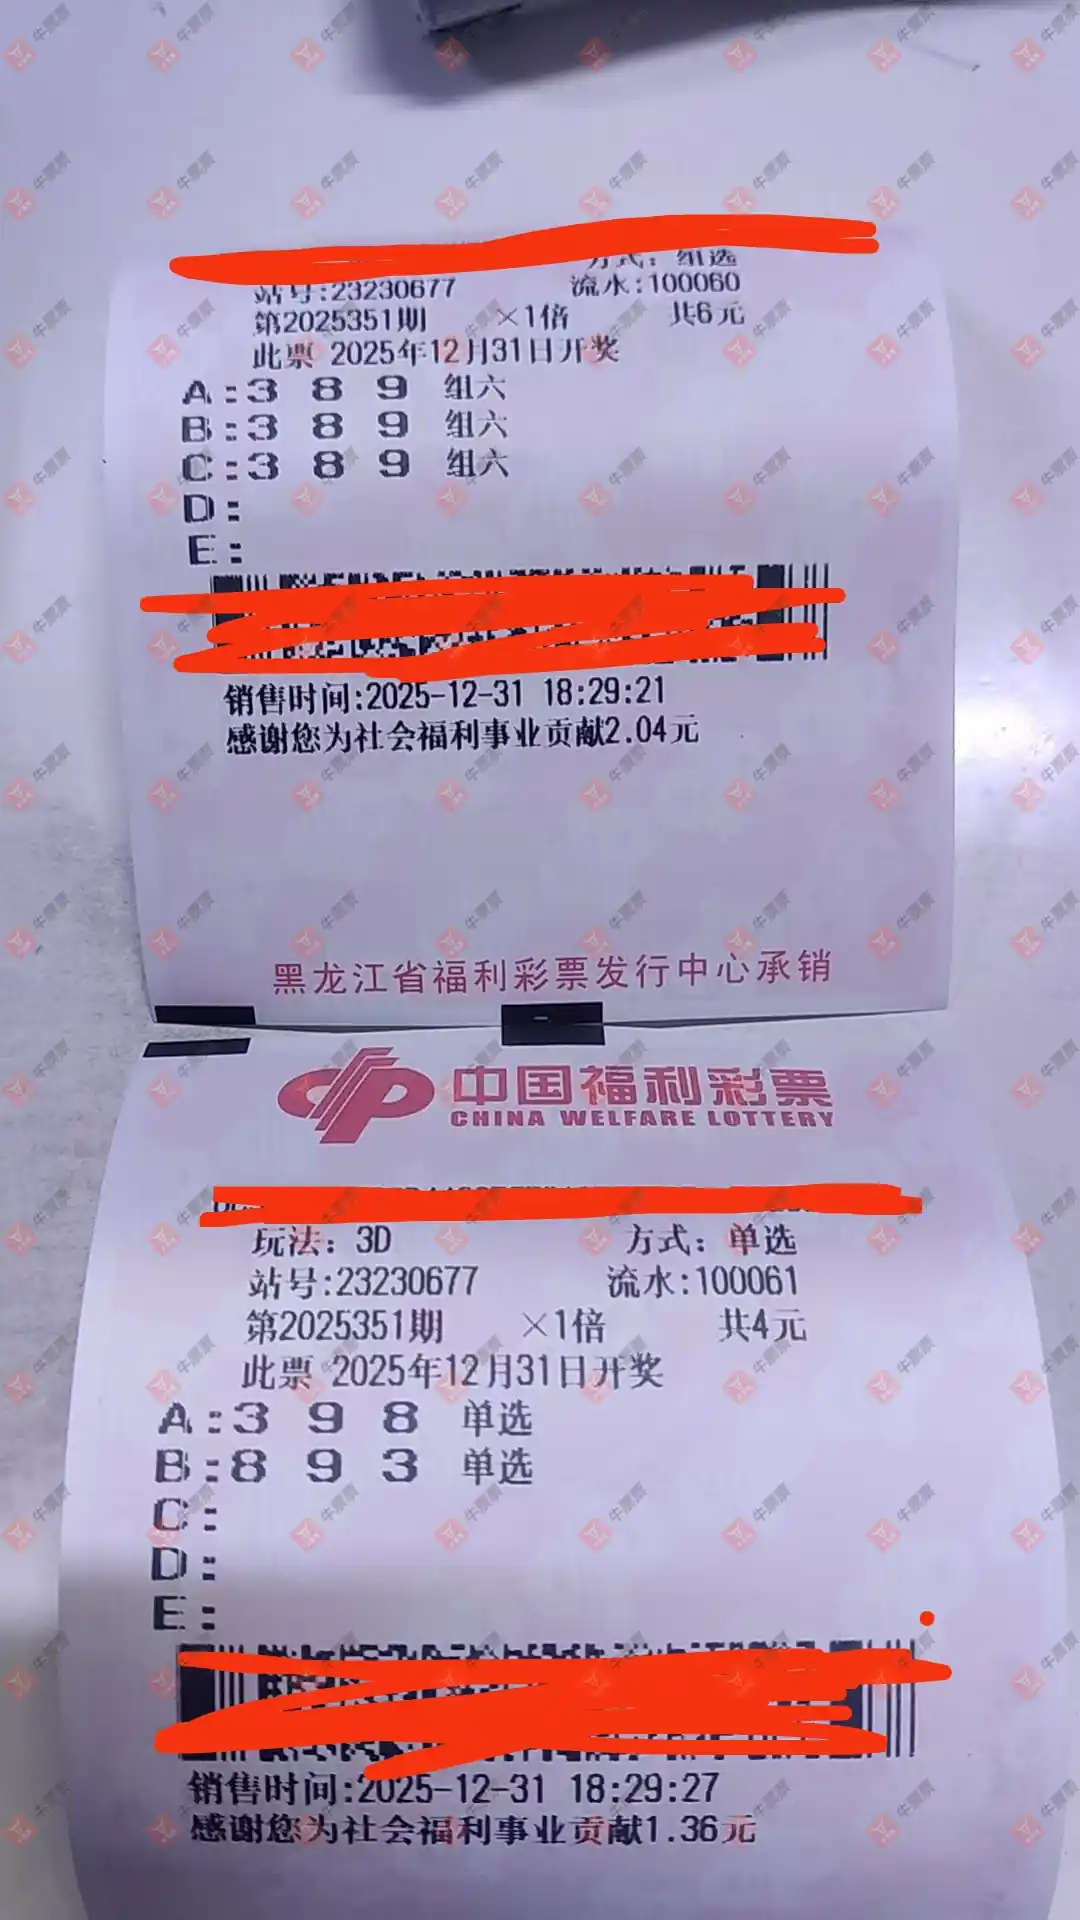 方式：组选
站号:23230677 流水:100060
第2025351期 ×1倍 共6元
此票 2025年12月31日开奖
A:3 8 9 组六
B:3 8 9 组六
C:3 8 9 组六
D:
E:
销售时间:2025-12-31 18:29:21
感谢您为社会福利事业贡献2.04元
黑龙江省福利彩票发行中心承销
中国福利彩票
CHINA WELFARE LOTTERY
玩法：3D 方式：单选
站号:23230677 流水:100061
第2025351期 ×1倍 共4元
此票 2025年12月31日开奖
A:3 9 8 单选
B:8 9 3 单选
C:
D:
E:
销售时间:2025-12-31 18:29:27
感谢您为社会福利事业贡献1.36元
牛票票